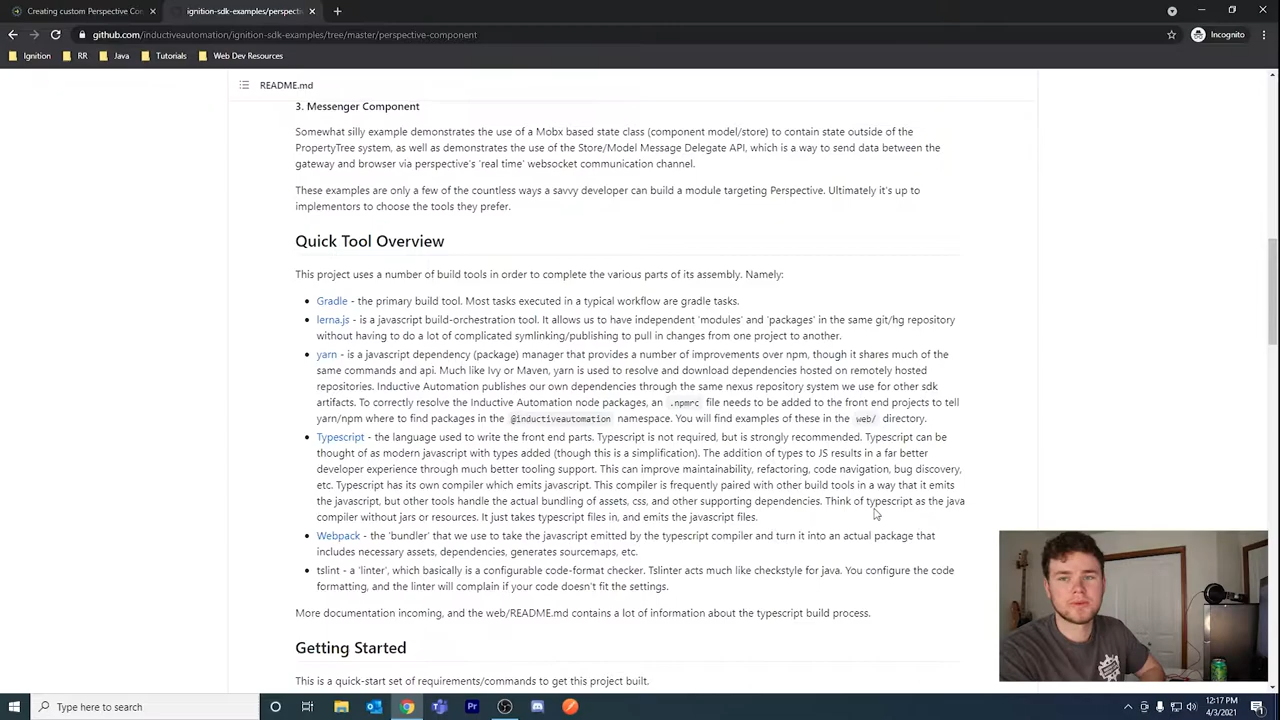 Creating custom Perspective Co
ignition-sdk-examples/perspecti
Incognito
github.com/inductiveautomation/ignition-sdk-examples/tree/master/perspective-component
Ignition
RR
Java
Tutorials
Web Dev Resources
README.md
3. Messenger Component
Somewhat silly example demonstrates the use of a Mobx based state class (component model/store) to contain state outside of the
PropertyTree system, as well as demonstrates the use of the Store/Model Message Delegate API, which is a way to send data between the
gateway and browser via perspective's 'real time' websocket communication channel.
These examples are only a few of the countless ways a savvy developer can build a module targeting Perspective. Ultimately it's up to
implementors to choose the tools they prefer.
Quick Tool Overview
This project uses a number of build tools in order to complete the various parts of its assembly. Namely:
• Gradle - the primary build tool. Most tasks executed in a typical workflow are gradle tasks.
• lerna.js - is a javascript build-orchestration tool. It allows us to have independent 'modules' and 'packages' in the same git/hg repository
without having to do a lot of complicated symlinking/publishing to pull in changes from one project to another.
• yarn - is a javascript dependency (package) manager that provides a number of improvements over npm, though it shares much of the
same commands and api. Much like Ivy or Maven, yarn is used to resolve and download dependencies hosted on remotely hosted
repositories. Inductive Automation publishes our own dependencies through the same nexus repository system we use for other sdk
artifacts. To correctly resolve the Inductive Automation node packages, an .npmrc file needs to be added to the front end projects to tell
yarn/npm where to find packages in the @inductiveautomation namespace. You will find examples of these in the web/ directory.
• Typescript - the language used to write the front end parts. Typescript is not required, but is strongly recommended. Typescript can be
thought of as modern javascript with types added (though this is a simplification). The addition of types to JS results in a far better
developer experience through much better tooling support. This can improve maintainability, refactoring, code navigation, bug discovery,
etc. Typescript has its own compiler which emits javascript. This compiler is frequently paired with other build tools in a way that it emits
the javascript, but other tools handle the actual bundling of assets, css, and other supporting dependencies. Think of typescript as the java
compiler without jars or resources. It just takes typescript files in, and emits the javascript files.
• Webpack - the 'bundler' that we use to take the javascript emitted by the typescript compiler and turn it into an actual package that
includes necessary assets, dependencies, generates sourcemaps, etc.
• tslint - a 'linter', which basically is a configurable code-format checker. Tslinter acts much like checkstyle for java. You configure the code
formatting, and the linter will complain if your code doesn't fit the settings.
More documentation incoming, and the web/README.md contains a lot of information about the typescript build process.
Getting Started
This is a quick-start set of requirements/commands to get this project built.
Type here to search
12:17 PM
4/3/2021